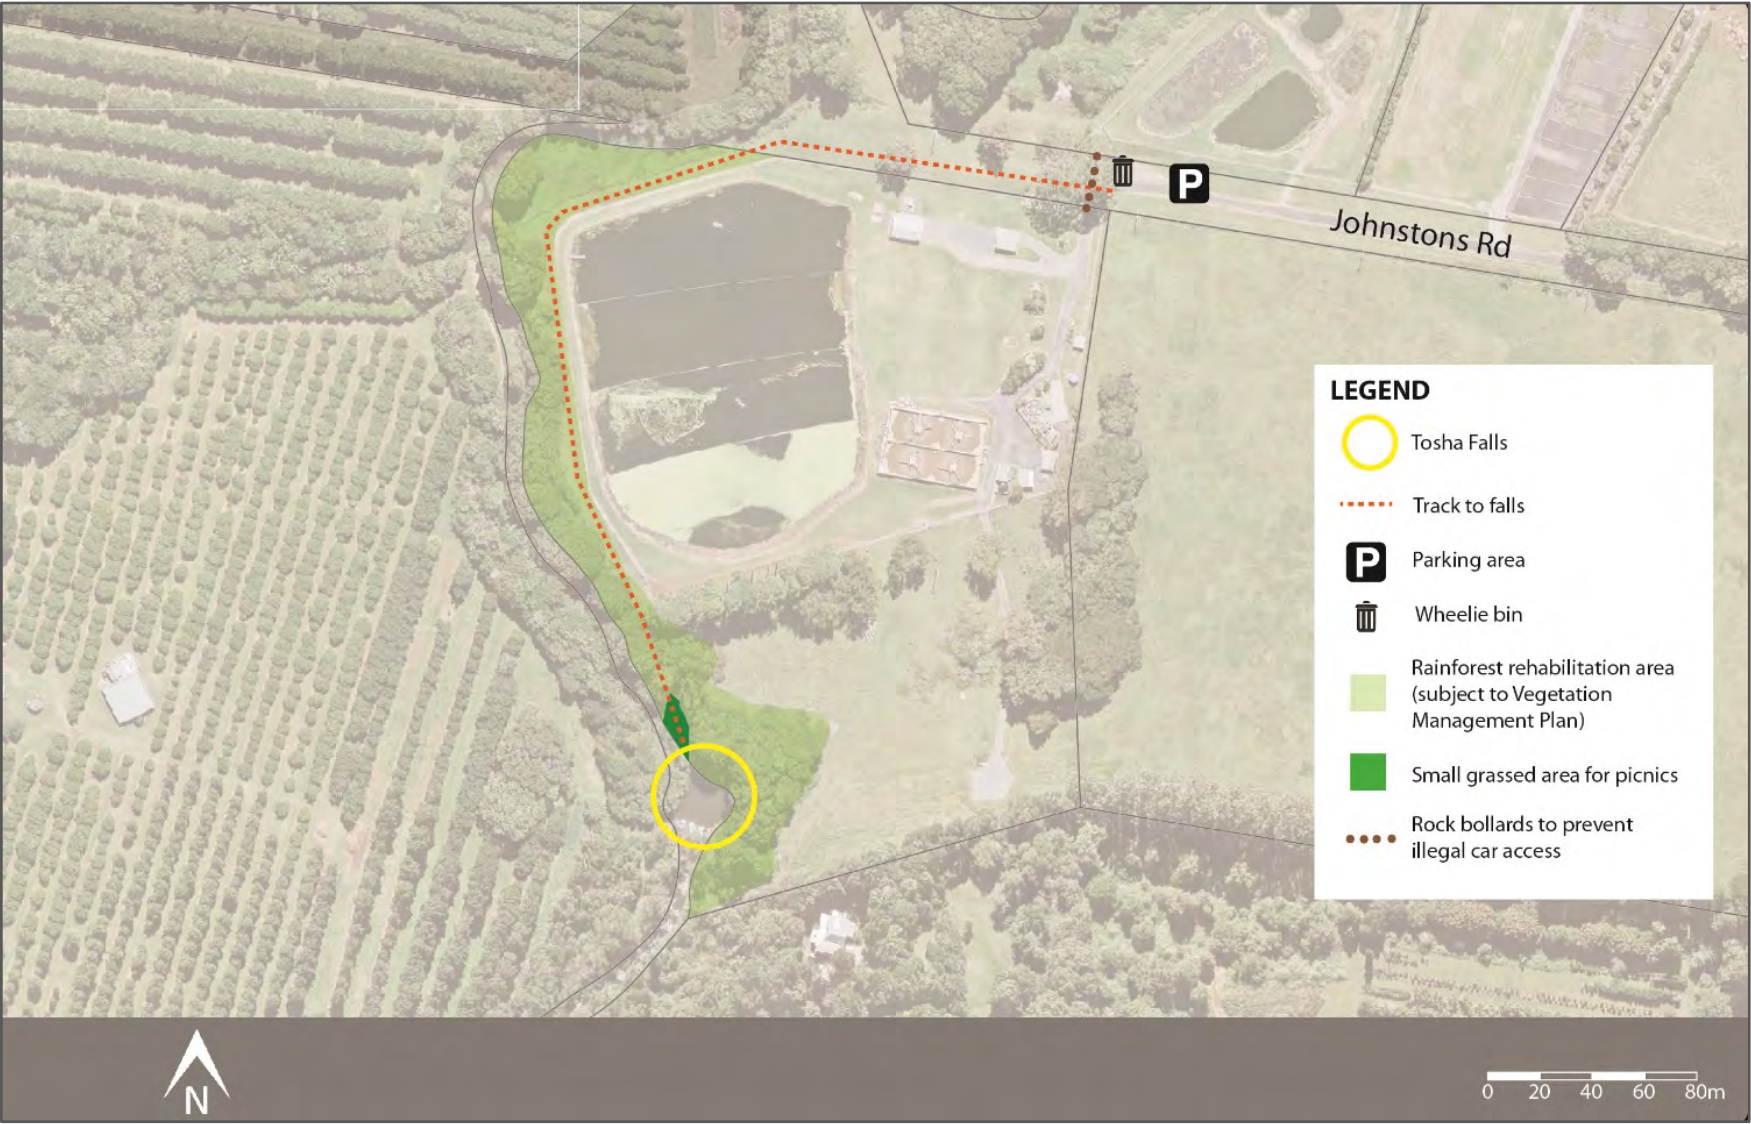 P
Johnstons Rd
LEGEND
Tosha Falls
Track to falls
P
Parking area
Wheelie bin
Rainforest rehabilitation area
(subject to Vegetation
Management Plan)
Small grassed area for picnics
Rock bollards to prevent
illegal car access
N
0 20 40 60 80m